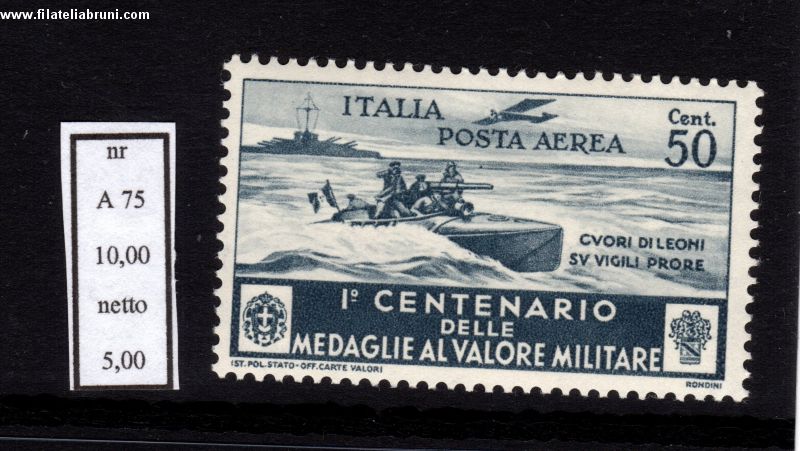 www.filateliabruni.com
nr
A 75
10,00
netto
5,00
ITALIA
POSTA AEREA
Cent.
50
CVORI DI LEONI
SV VIGILI PRORE
Iº CENTENARIO
DELLE
MEDAGLIE AL VALORE MILITARE
IST. POL. STATO-OFF. CARTE VALORI
RONDINI